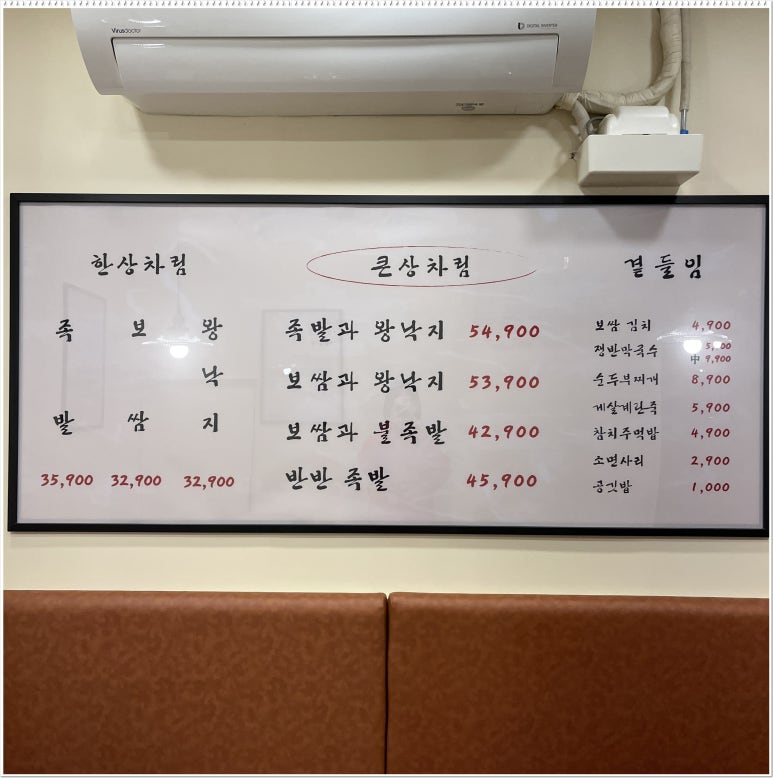 Virusdoctor
DIGITAL INVERTER
한상차림
족발
35,900
보쌈
32,900
왕낙지
32,900
큰상차림
족발과 왕낙지 54,900
보쌈과 왕낙지 53,900
보쌈과 불족발 42,900
반반 족발 45,900
곁들임
보쌈 김치 4,900
쟁반막국수
中 9,900
순두부찌개 8,900
게살계란죽 5,900
참치주먹밥 4,900
소면사리 2,900
공깃밥 1,000